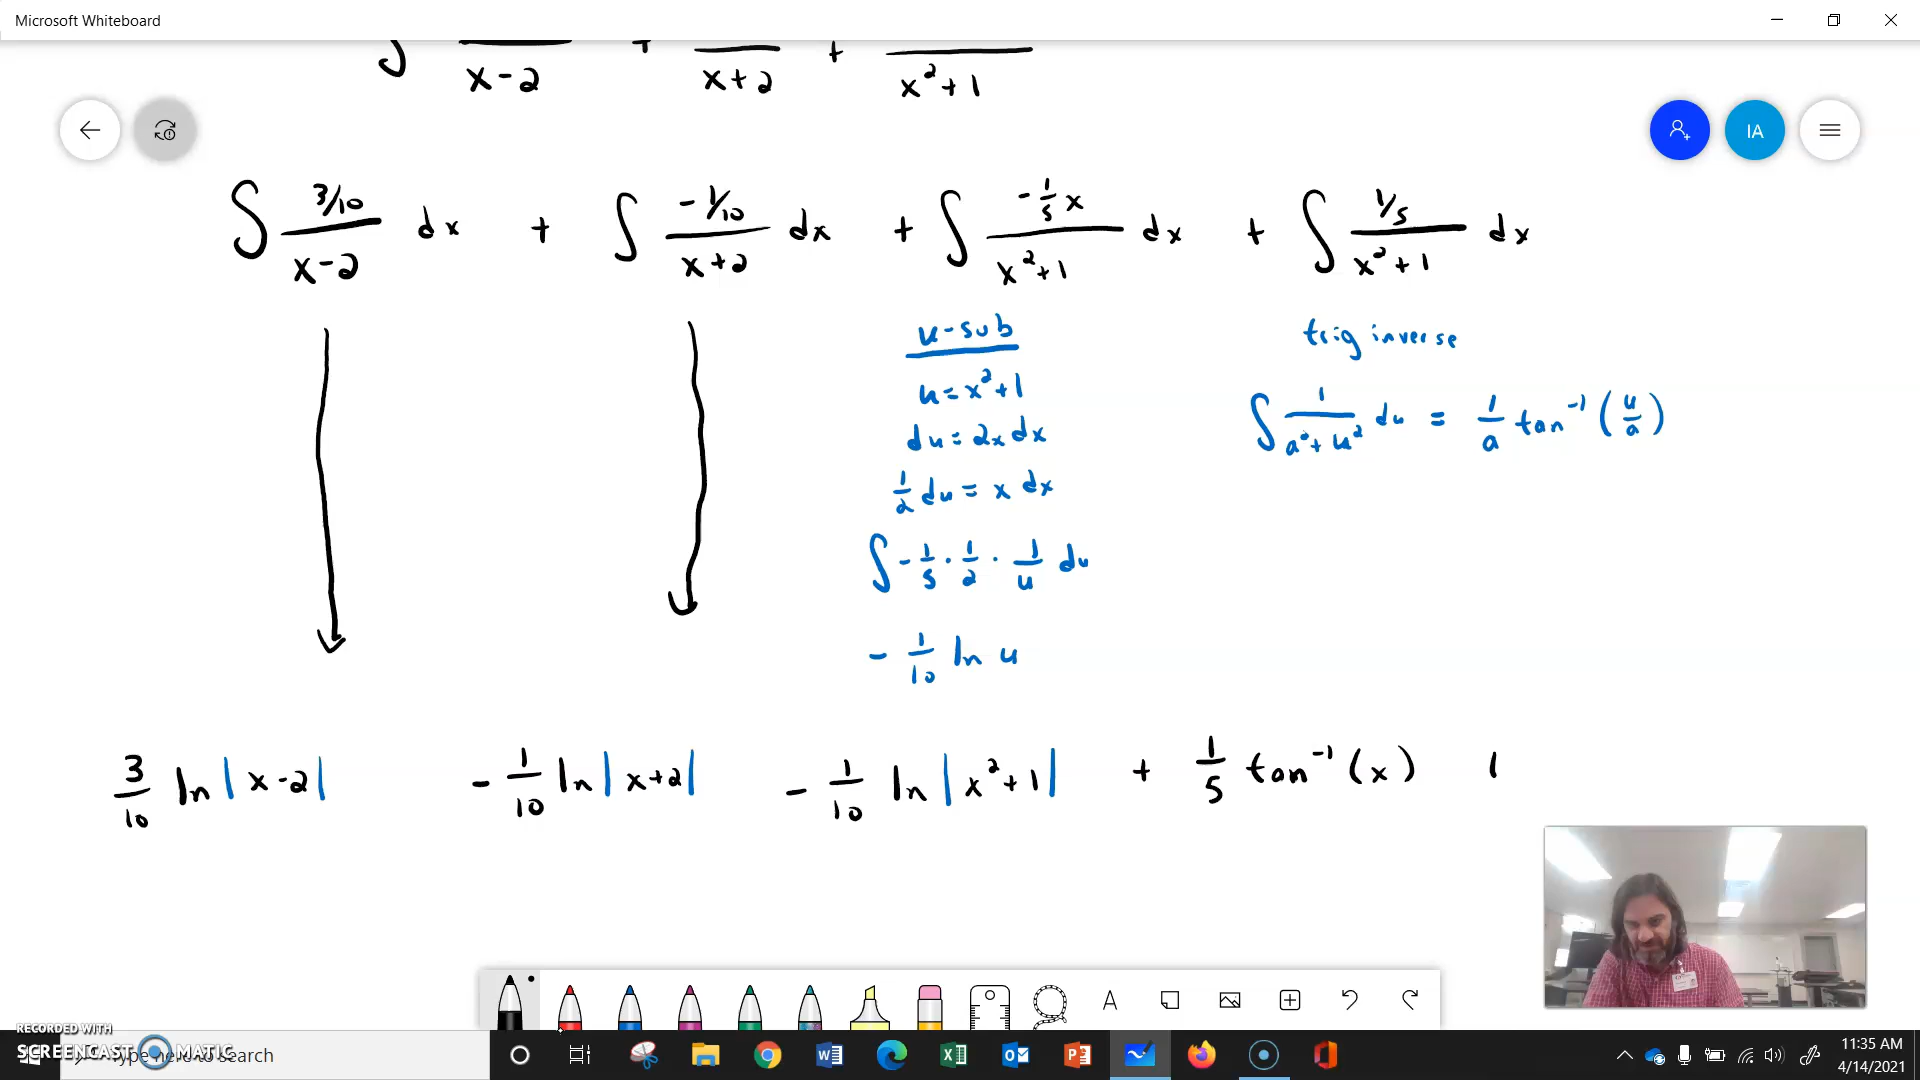 Microsoft Whiteboard
∫ x-2 + x+2 + x²+1
IA
∫ 3/10 / x-2 dx + ∫ -1/10 / x+2 dx + ∫ -1/5 x / x²+1 dx + ∫ 1/5 / x²+1 dx
u-sub
u = x²+1
du = 2x dx
1/2 du = x dx
∫ -1/5 · 1/2 · 1/u du
- 1/10 ln u
trig inverse
∫ 1 / a²+u² du = 1/a tan⁻¹ (u/a)
3/10 ln|x-2| - 1/10 ln|x+2| - 1/10 ln|x²+1| + 1/5 tan⁻¹(x) |
A
RECORDED WITH
SCREENCAST MATIC
Type here to search
11:35 AM
4/14/2021